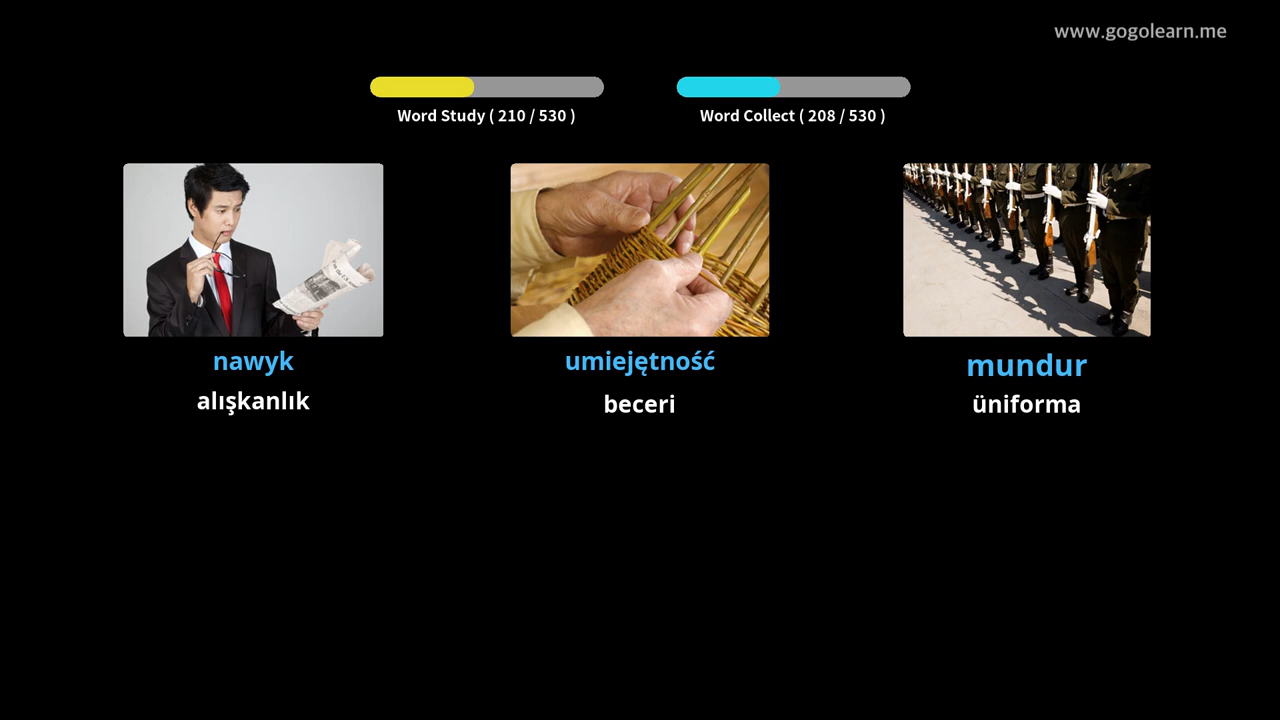 www.gogolearn.me
Word Study ( 210 / 530 )
Word Collect ( 208 / 530 )
nawyk
alışkanlık
umiejętność
beceri
mundur
üniforma